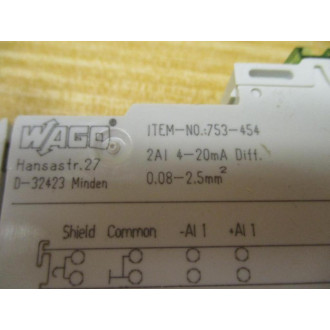 WAGO
ITEM-NO.:753-454
Hansastr.27
2AI 4-20mA Diff.
D-32423 Minden
0.08-2.5mm²
Shield Common -AI 1 +AI 1